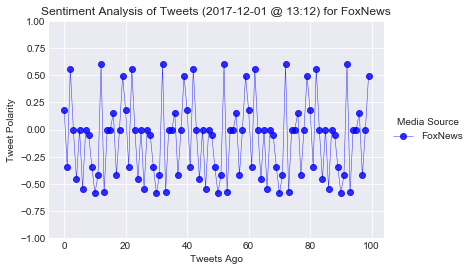 Sentiment Analysis of Tweets (2017-12-01 @ 13:12) for FoxNews
1.00
0.75
0.50
0.25
0.00
−0.25
−0.50
−0.75
−1.00
Tweet Polarity
0 20 40 60 80 100
Tweets Ago
Media Source
FoxNews